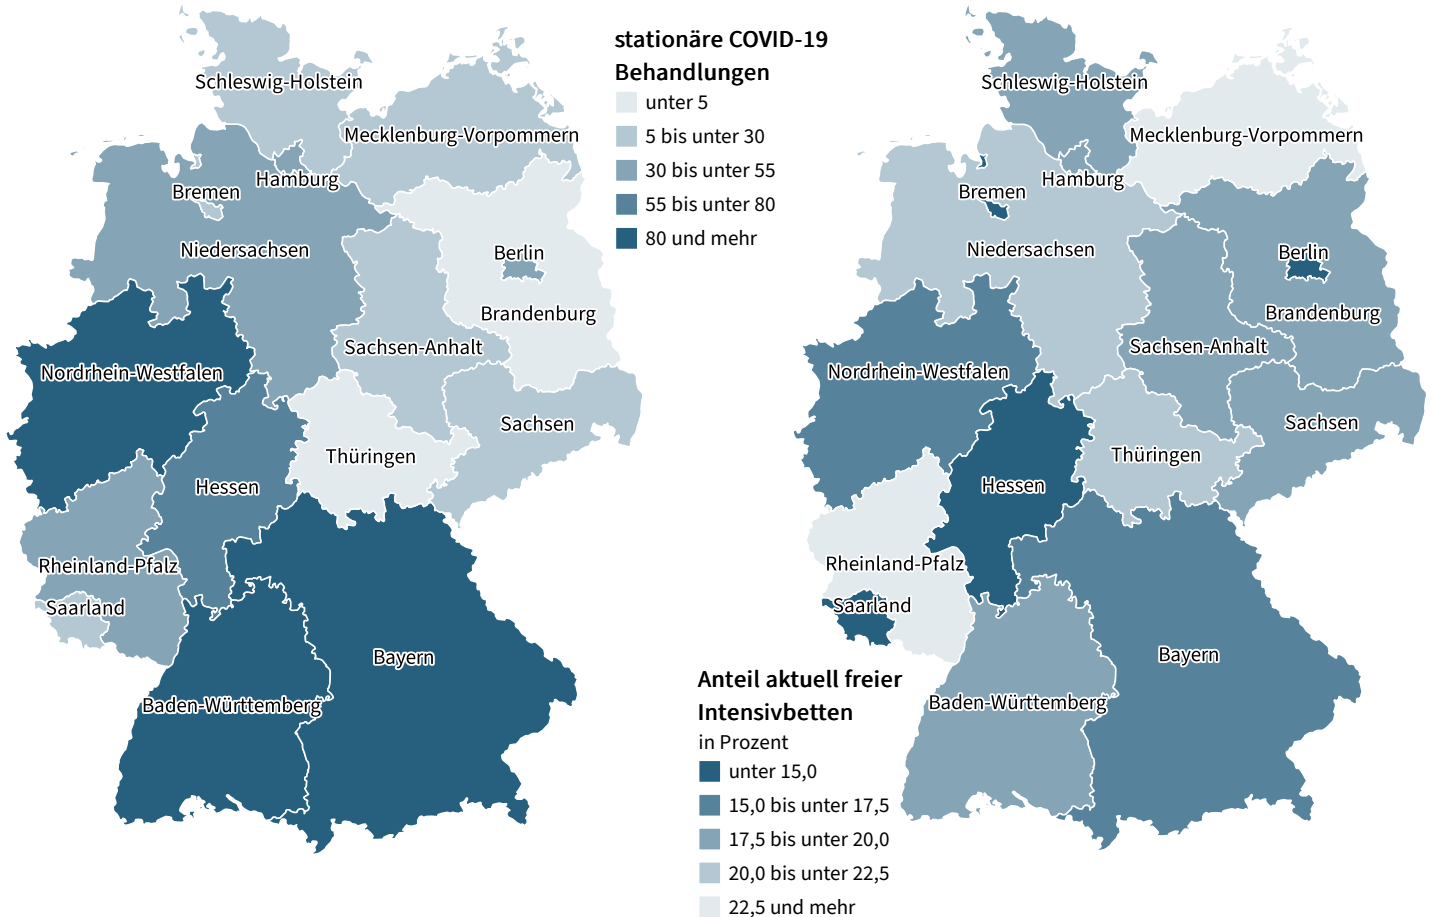 Schleswig-Holstein
Mecklenburg-Vorpommern
Hamburg
Bremen
Niedersachsen
Berlin
Brandenburg
Sachsen-Anhalt
Nordrhein-Westfalen
Sachsen
Thüringen
Hessen
Rheinland-Pfalz
Saarland
Bayern
Baden-Württemberg
stationäre COVID-19
Behandlungen
unter 5
5 bis unter 30
30 bis unter 55
55 bis unter 80
80 und mehr
Schleswig-Holstein
Mecklenburg-Vorpommern
Hamburg
Bremen
Niedersachsen
Berlin
Brandenburg
Sachsen-Anhalt
Nordrhein-Westfalen
Sachsen
Thüringen
Hessen
Rheinland-Pfalz
Saarland
Bayern
Baden-Württemberg
Anteil aktuell freier
Intensivbetten
in Prozent
unter 15,0
15,0 bis unter 17,5
17,5 bis unter 20,0
20,0 bis unter 22,5
22,5 und mehr